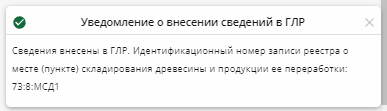 Уведомление о внесении сведений в ГЛР
Сведения внесены в ГЛР. Идентификационный номер записи реестра о
месте (пункте) складирования древесины и продукции ее переработки:
73:8:МСД1